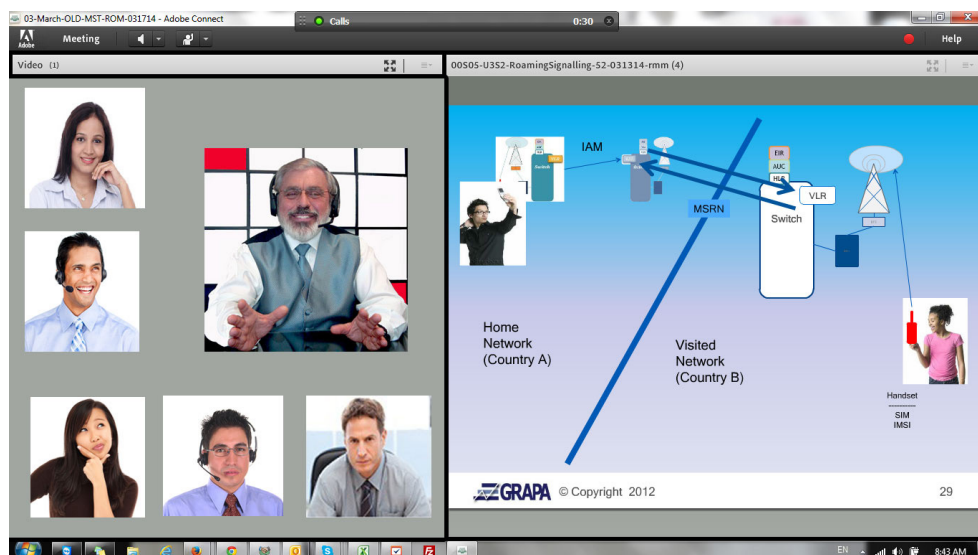 03-March-OLD-MST-ROM-031714 - Adobe Connect
Calls
0:30
Adobe
Meeting
Help
Video (1)
00S05-U3S2-RoamingSignalling-52-031314-rmm (4)
IAM
EIR
AUC
HLR
VLR
Switch
Switch
MSRN
Home
Network
(Country A)
Visited
Network
(Country B)
Handset
SIM
IMSI
GRAPA © Copyright 2012
29
EN
8:43 AM